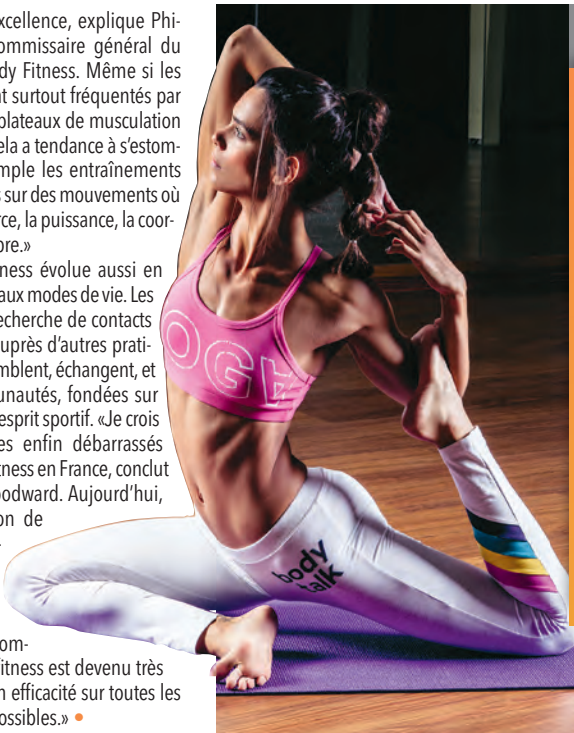 xcellence, explique Phi-
ommissaire général du
dy Fitness. Même si les
t surtout fréquentés par
plateaux de musculation
ela a tendance à s’estom-
mple les entraînements
s sur des mouvements où
rce, la puissance, la coor-
bre.»
ness évolue aussi en
aux modes de vie. Les
echerche de contacts
uprès d’autres prati-
mblent, échangent, et
unautés, fondées sur
esprit sportif. «Je crois
es enfin débarrassés
tness en France, conclut
oodward. Aujourd’hui,
on de
-
om-
itness est devenu très
n efficacité sur toutes les
ossibles.» •
OGA
body
talk